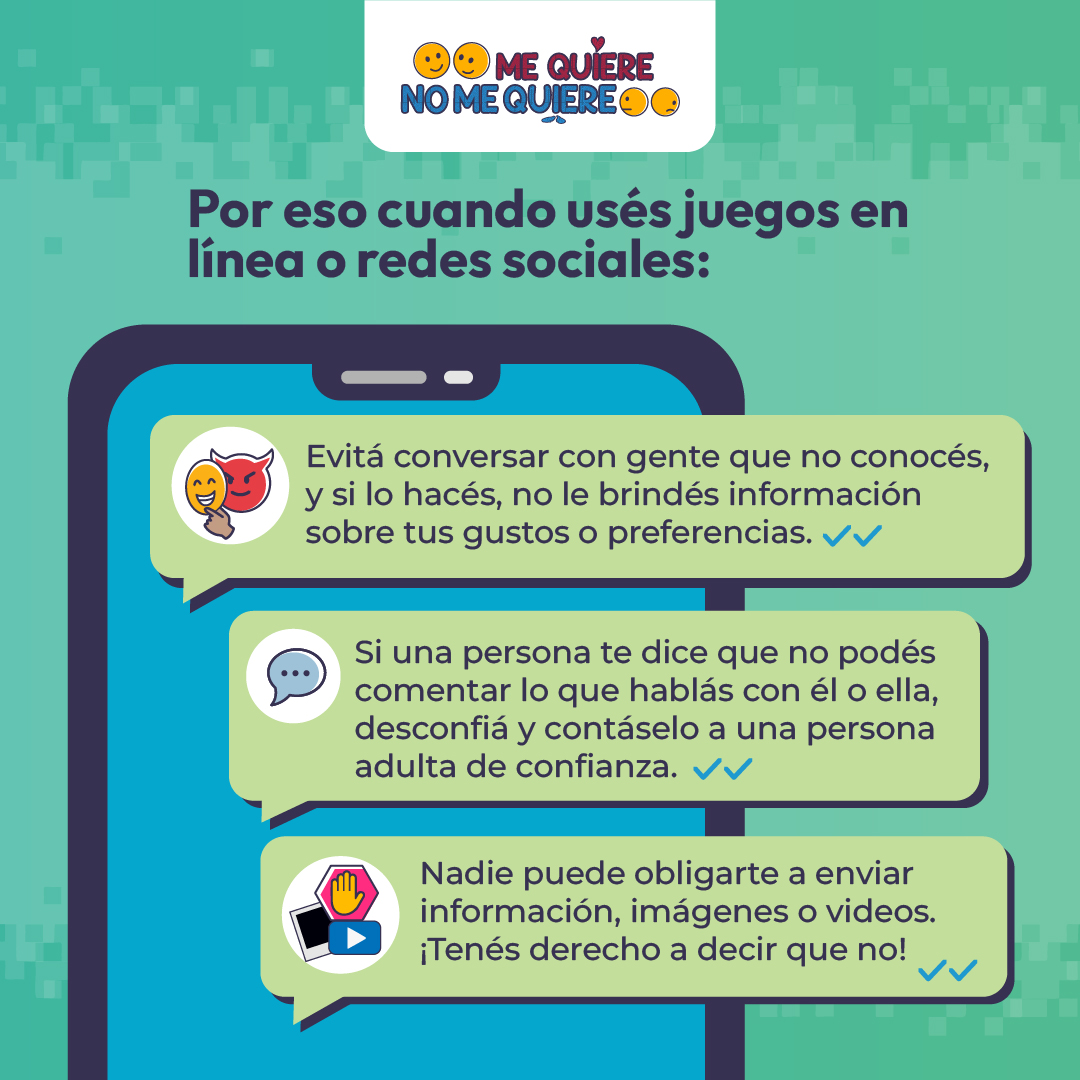 ME QUIERE
NO ME QUIERE
Por eso cuando usés juegos en
línea o redes sociales:
Evitá conversar con gente que no conocés,
y si lo hacés, no le brindés información
sobre tus gustos o preferencias.
Si una persona te dice que no podés
comentar lo que hablás con él o ella,
desconfiá y contáselo a una persona
adulta de confianza.
Nadie puede obligarte a enviar
información, imágenes o videos.
¡Tenés derecho a decir que no!